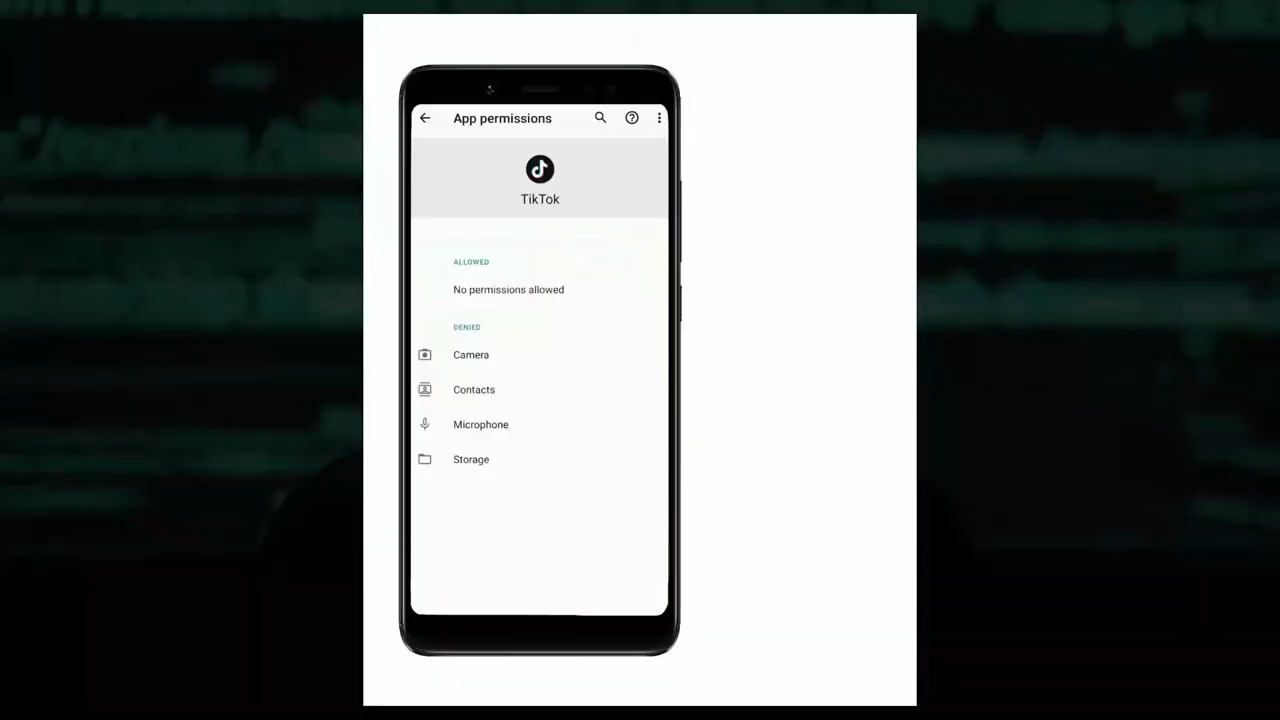 App permissions
TikTok
ALLOWED
No permissions allowed
DENIED
Camera
Contacts
Microphone
Storage